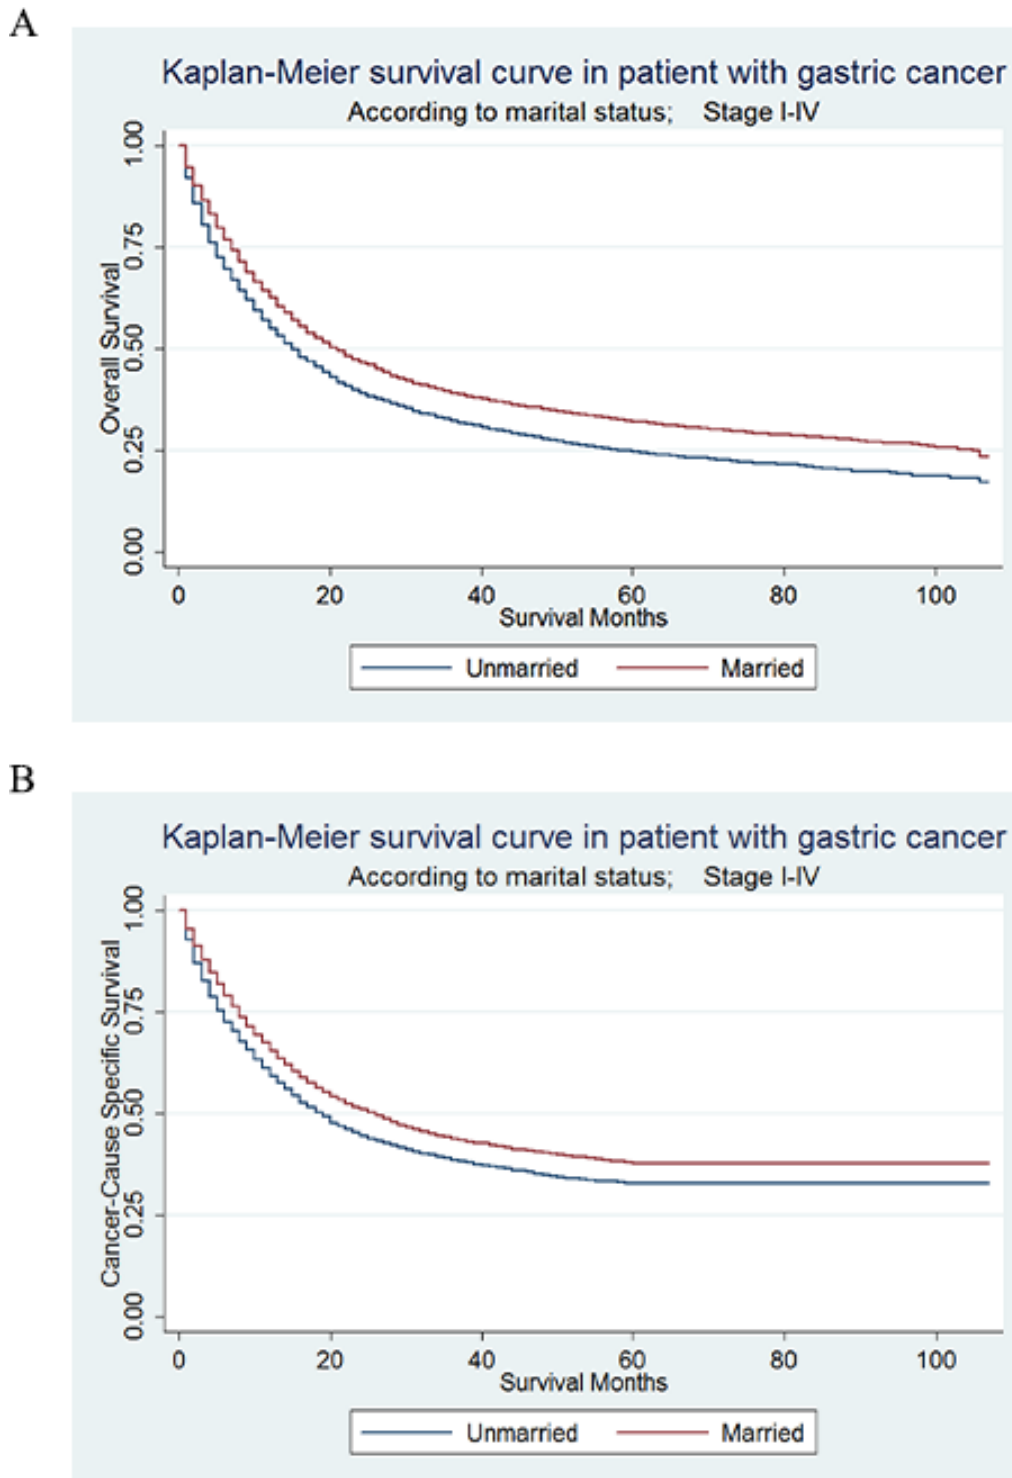 A
Kaplan-Meier survival curve in patient with gastric cancer
According to marital status; Stage I-IV
Overall Survival
1.00
0.75
0.50
0.25
0.00
0 20 40 60 80 100
Survival Months
Unmarried Married
B
Kaplan-Meier survival curve in patient with gastric cancer
According to marital status; Stage I-IV
Cancer-Cause Specific Survival
1.00
0.75
0.50
0.25
0.00
0 20 40 60 80 100
Survival Months
Unmarried Married